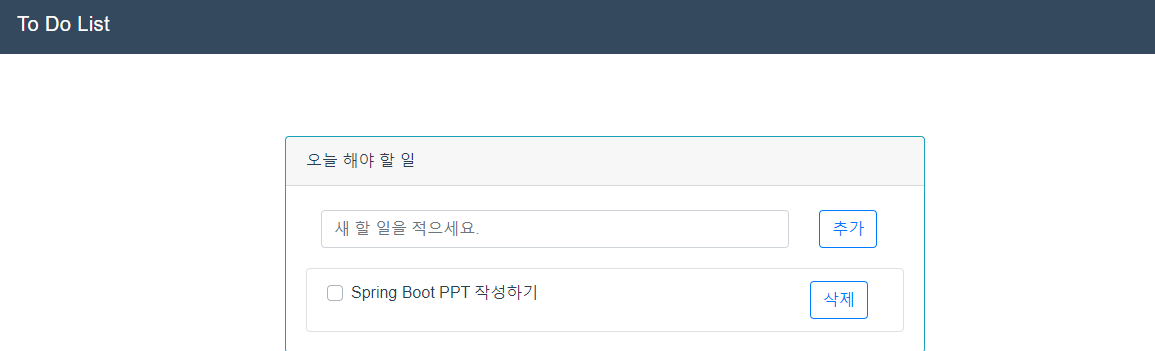 To Do List
오늘 해야 할 일
새 할 일을 적으세요.
추가
Spring Boot PPT 작성하기
삭제